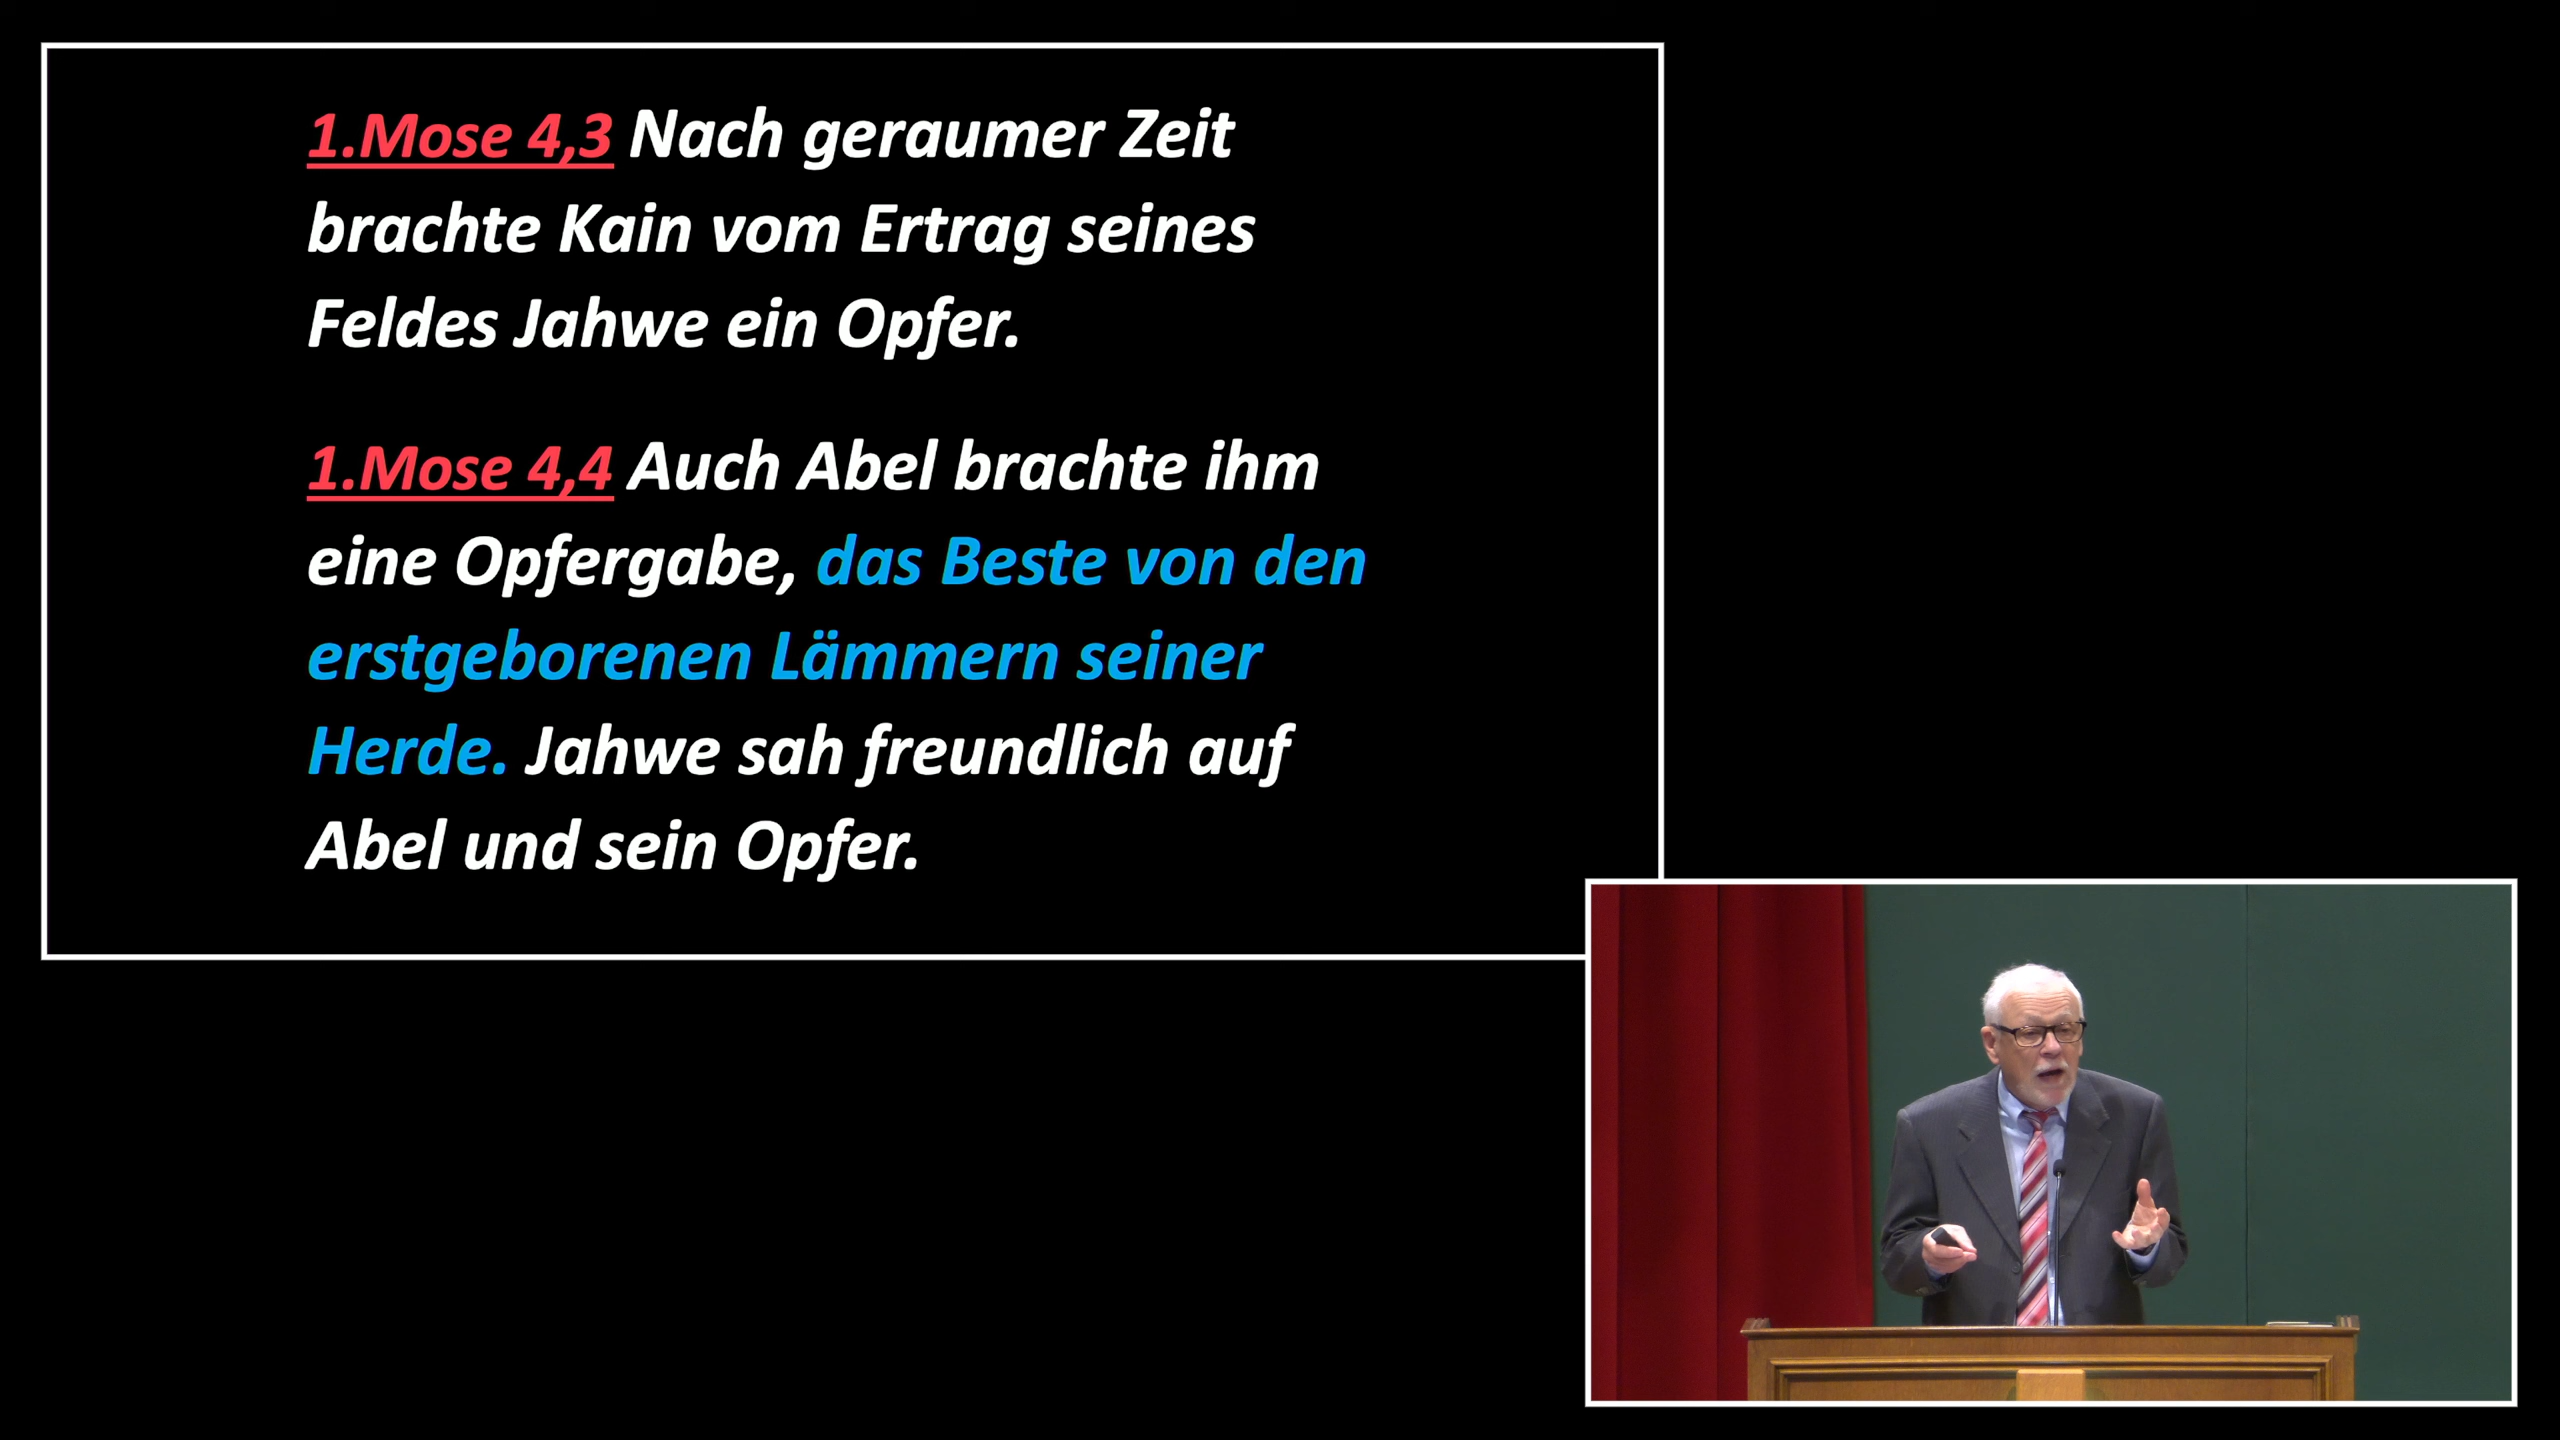 1.Mose 4,3 Nach geraumer Zeit
brachte Kain vom Ertrag seines
Feldes Jahwe ein Opfer.
1.Mose 4,4 Auch Abel brachte ihm
eine Opfergabe, das Beste von den
erstgeborenen Lämmern seiner
Herde. Jahwe sah freundlich auf
Abel und sein Opfer.